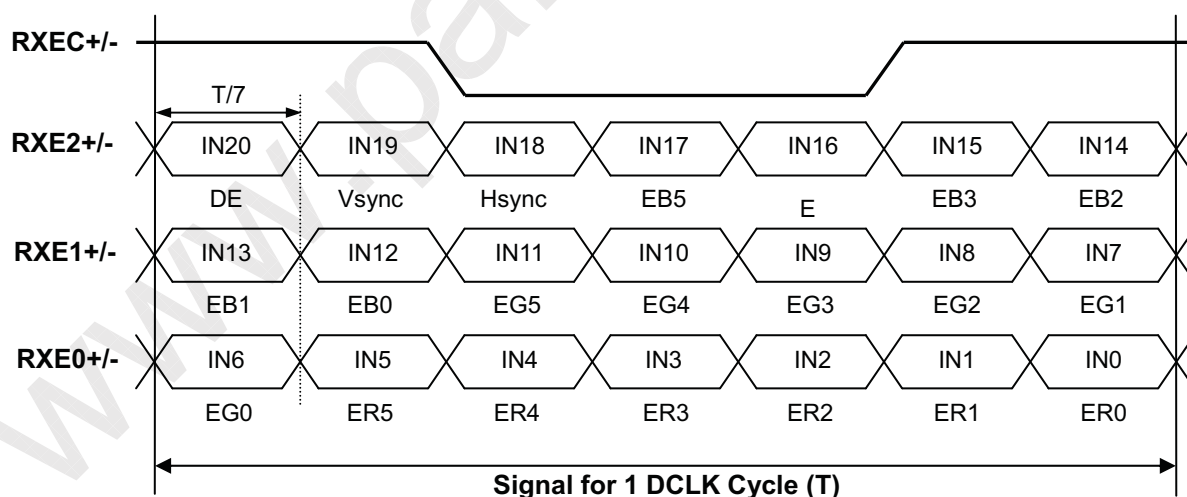 RXEC+/-
T/7
RXE2+/- IN20 IN19 IN18 IN17 IN16 IN15 IN14
DE Vsync Hsync EB5 E EB3 EB2
RXE1+/- IN13 IN12 IN11 IN10 IN9 IN8 IN7
EB1 EB0 EG5 EG4 EG3 EG2 EG1
RXE0+/- IN6 IN5 IN4 IN3 IN2 IN1 IN0
EG0 ER5 ER4 ER3 ER2 ER1 ER0
Signal for 1 DCLK Cycle (T)
www.pa